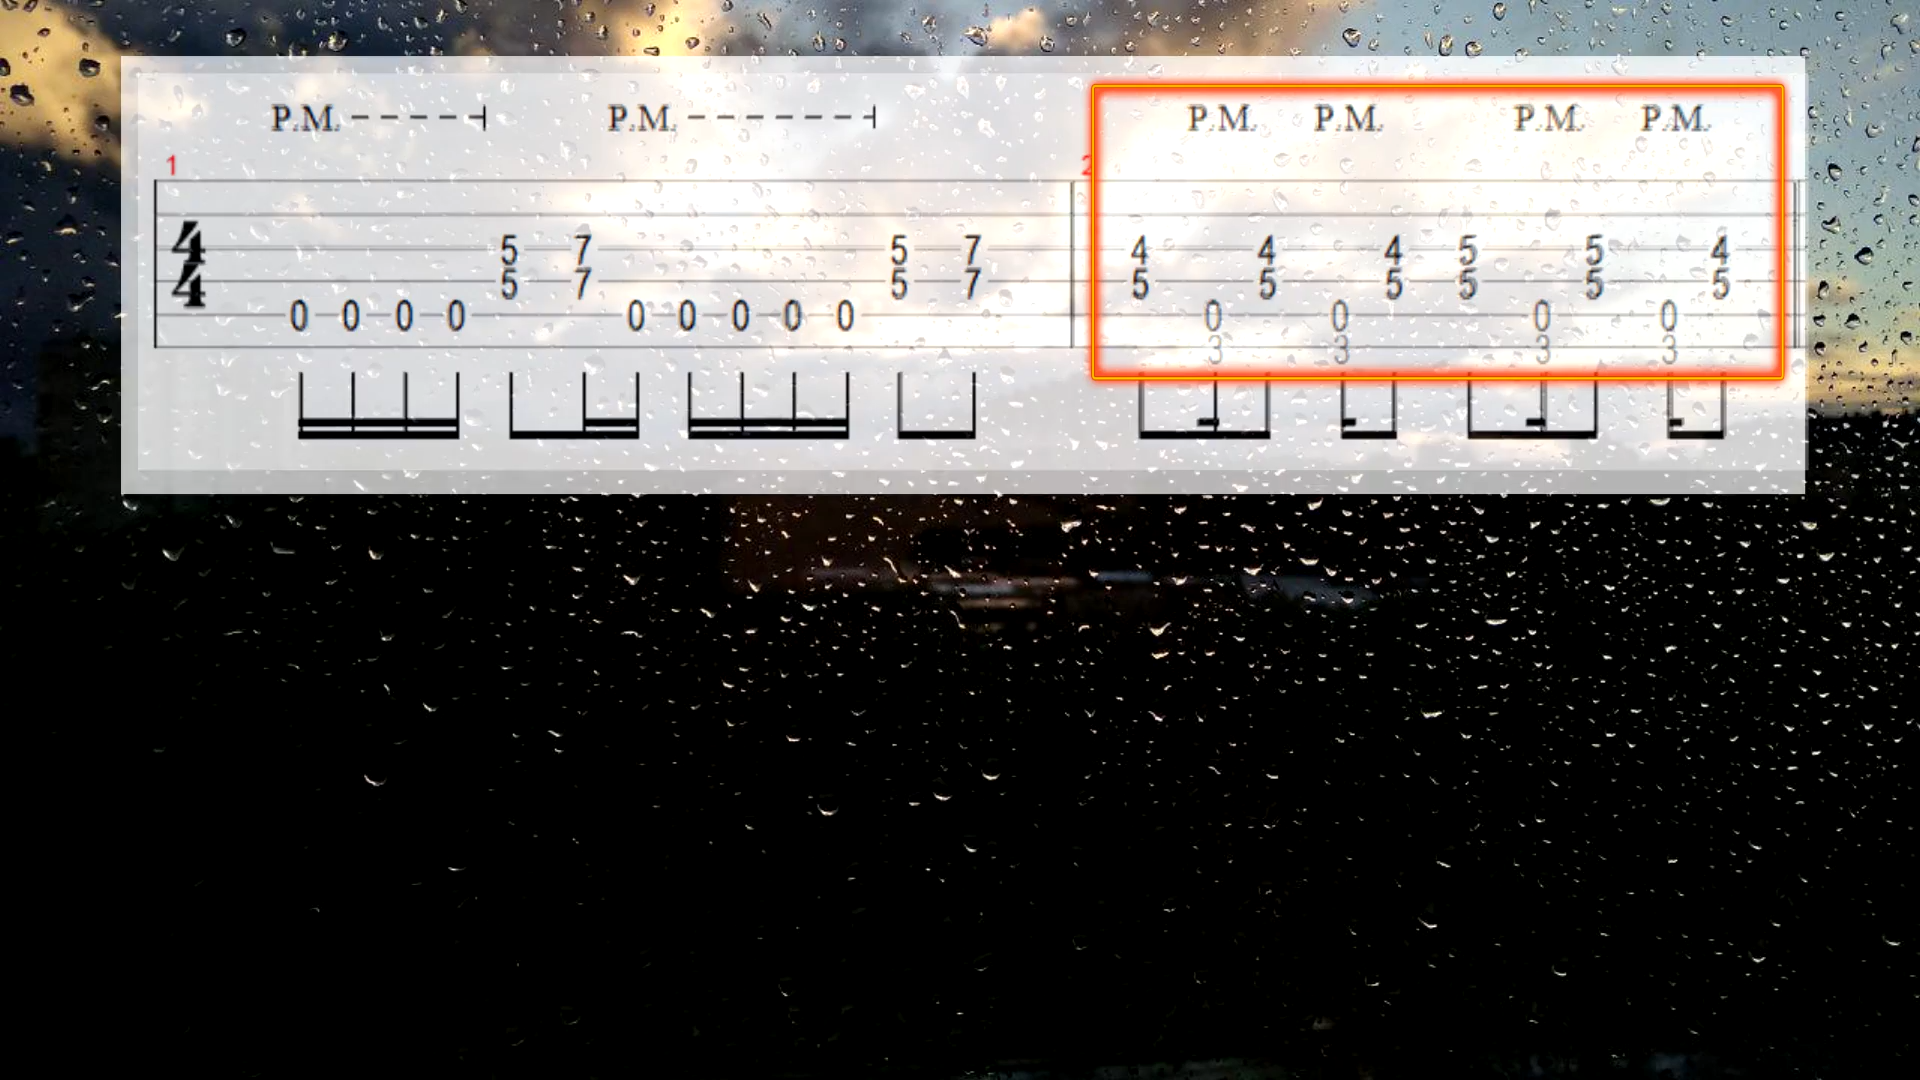 P.M. P.M. P.M. P.M. P.M. P.M.
1 2
4 5 7 5 7 4 4 4 5 5 4
4 5 7 5 7 5 5 5 5 5 5
0 0 0 0 0 0 0 0 0 0 0 0 0
3 3 3 3